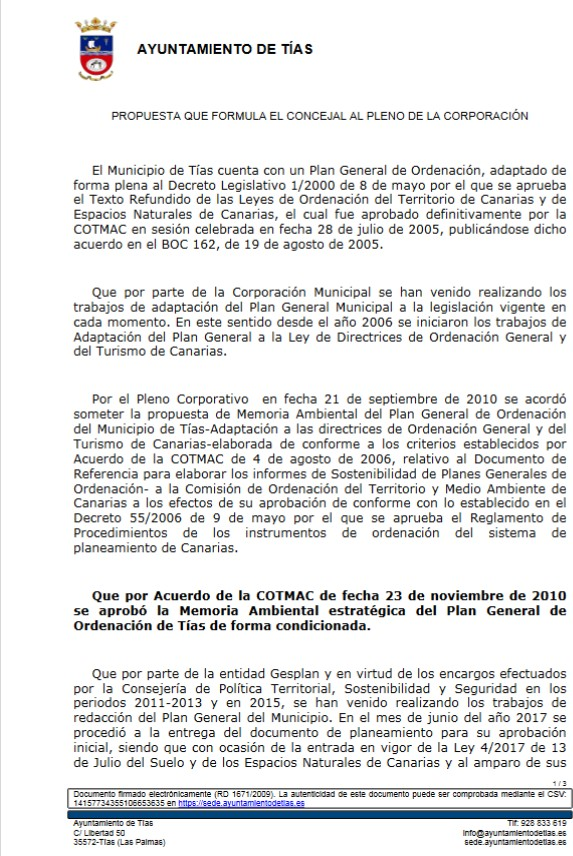 AYUNTAMIENTO DE TÍAS
PROPUESTA QUE FORMULA EL CONCEJAL AL PLENO DE LA CORPORACIÓN
El Municipio de Tías cuenta con un Plan General de Ordenación, adaptado de
forma plena al Decreto Legislativo 1/2000 de 8 de mayo por el que se aprueba
el Texto Refundido de las Leyes de Ordenación del Territorio de Canarias y de
Espacios Naturales de Canarias, el cual fue aprobado definitivamente por la
COTMAC en sesión celebrada en fecha 28 de julio de 2005, publicándose dicho
acuerdo en el BOC 162, de 19 de agosto de 2005.
Que por parte de la Corporación Municipal se han venido realizando los
trabajos de adaptación del Plan General Municipal a la legislación vigente en
cada momento. En este sentido desde el año 2006 se iniciaron los trabajos de
Adaptación del Plan General a la Ley de Directrices de Ordenación General y
del Turismo de Canarias.
Por el Pleno Corporativo en fecha 21 de septiembre de 2010 se acordó
someter la propuesta de Memoria Ambiental del Plan General de Ordenación
del Municipio de Tías-Adaptación a las directrices de Ordenación General y del
Turismo de Canarias-elaborada de conforme a los criterios establecidos por
Acuerdo de la COTMAC de 4 de agosto de 2006, relativo al Documento de
Referencia para elaborar los informes de Sostenibilidad de Planes Generales de
Ordenación- a la Comisión de Ordenación del Territorio y Medio Ambiente de
Canarias a los efectos de su aprobación de conforme con lo establecido en el
Decreto 55/2006 de 9 de mayo por el que se aprueba el Reglamento de
Procedimientos de los instrumentos de ordenación del sistema de
planeamiento de Canarias.
Que por Acuerdo de la COTMAC de fecha 23 de noviembre de 2010
se aprobó la Memoria Ambiental estratégica del Plan General de
Ordenación de Tías de forma condicionada.
Que por parte de la entidad Gesplan y en virtud de los encargos efectuados
por la Consejería de Política Territorial, Sostenibilidad y Seguridad en los
periodos 2011-2013 y en 2015, se han venido realizando los trabajos de
redacción del Plan General del Municipio. En el mes de junio del año 2017 se
procedió a la entrega del documento de planeamiento para su aprobación
inicial, siendo que con ocasión de la entrada en vigor de la Ley 4/2017 de 13
de Julio del Suelo y de los Espacios Naturales de Canarias y al amparo de sus
1 / 3
Documento firmado electrónicamente (RD 1671/2009). La autenticidad de este documento puede ser comprobada mediante el CSV:
14157734355106653635 en https://sede.ayuntamientodetias.es
Ayuntamiento de Tías
C/ Libertad 50
35572-Tías (Las Palmas)
Tlf: 928 833 619
info@ayuntamientodetias.es
sede.ayuntamientodetias.es